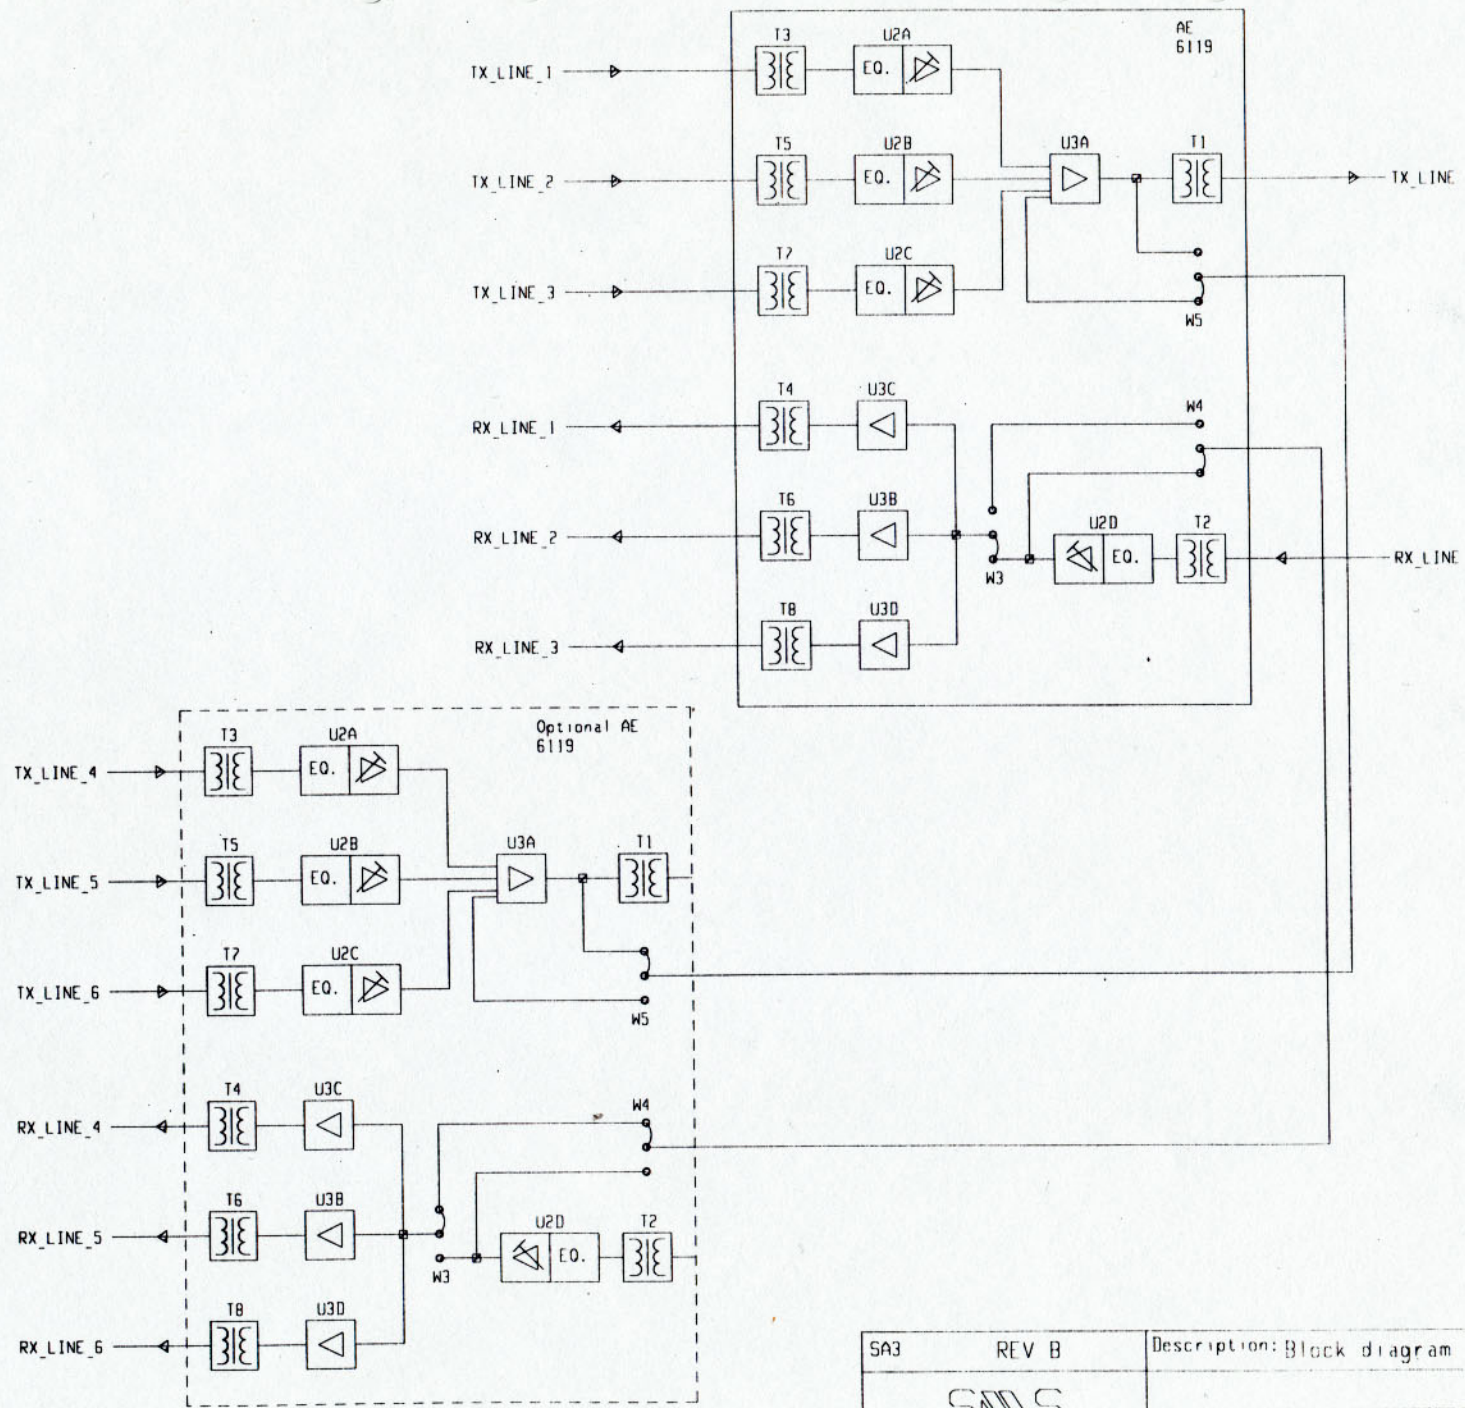 AE
6119
T3 U2A
TX_LINE_1 EQ.
T5 U2B U3A T1
TX_LINE_2 EQ. TX_LINE
T7 U2C
TX_LINE_3 EQ.
W5
T4 U3C W4
RX_LINE_1
T6 U3B U2D T2
RX_LINE_2
W3 EQ. RX_LINE
T8 U3D
RX_LINE_3
Optional AE
6119
T3 U2A
TX_LINE_4 EQ.
T5 U2B U3A T1
TX_LINE_5 EQ.
T7 U2C
TX_LINE_6 EQ.
W5
T4 U3C W4
RX_LINE_4
T6 U3B U2D T2
RX_LINE_5 EQ.
W3
T8 U3D
RX_LINE_6
SA3 REV B Description: Block diagram